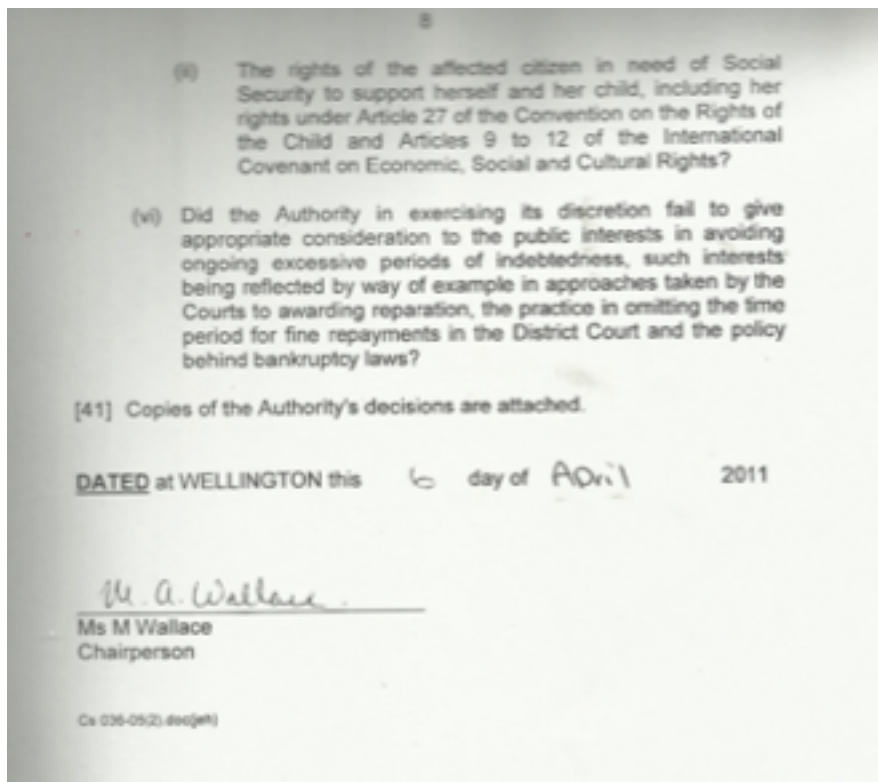 8
(ii) The rights of the affected citizen in need of Social
Security to support herself and her child, including her
rights under Article 27 of the Convention on the Rights of
the Child and Articles 9 to 12 of the International
Covenant on Economic, Social and Cultural Rights?
(vi) Did the Authority in exercising its discretion fail to give
appropriate consideration to the public interests in avoiding
ongoing excessive periods of indebtedness, such interests
being reflected by way of example in approaches taken by the
Courts to awarding reparation, the practice in omitting the time
period for fine repayments in the District Court and the policy
behind bankruptcy laws?
[41] Copies of the Authority's decisions are attached.
DATED at WELLINGTON this 6 day of April 2011
M. A. Wallace
Ms M Wallace
Chairperson
Cs 036-05(2).doc(jeh)